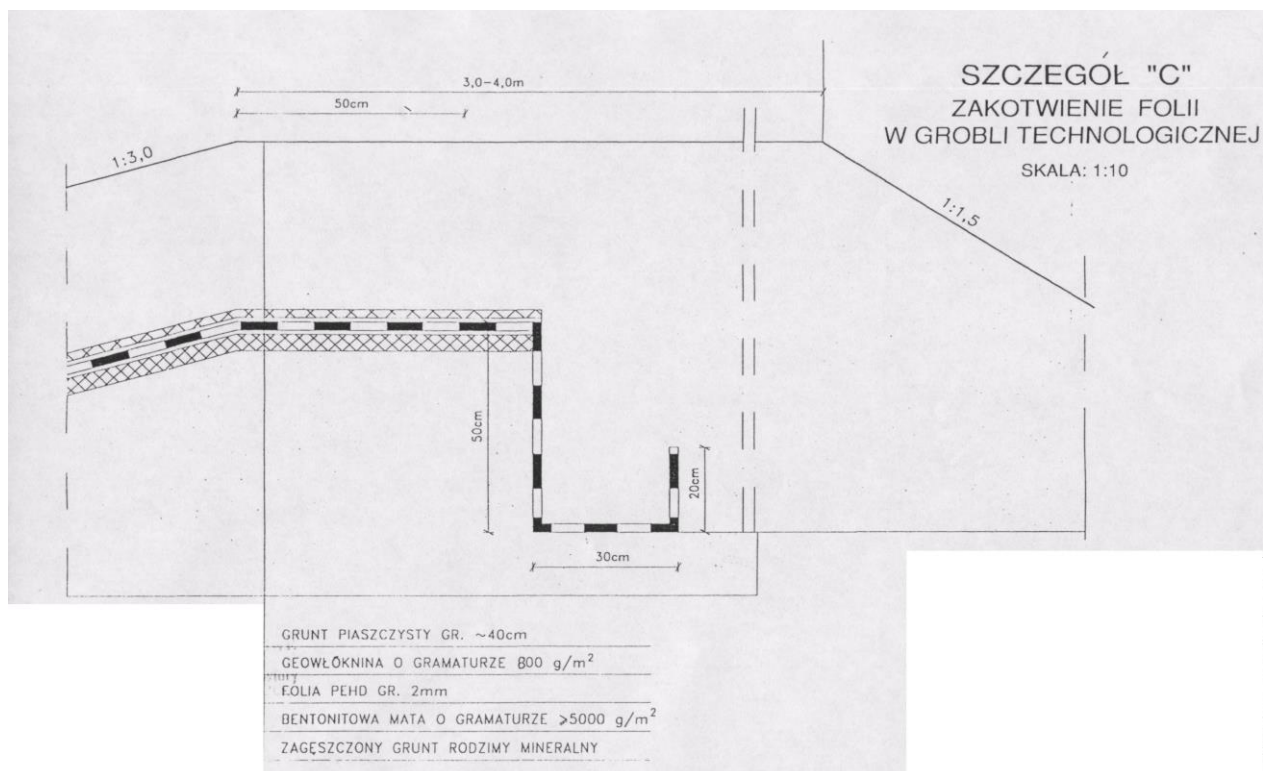 3,0-4,0m
50cm
SZCZEGÓŁ "C"
ZAKOTWIENIE FOLII
W GROBLI TECHNOLOGICZNEJ
SKALA: 1:10
1:3,0
1:1,5
50cm
20cm
30cm
GRUNT PIASZCZYSTY GR. ~40cm
GEOWŁÓKNINA O GRAMATURZE 800 g/m²
FOLIA PEHD GR. 2mm
BENTONITOWA MATA O GRAMATURZE >5000 g/m²
ZAGĘSZCZONY GRUNT RODZIMY MINERALNY